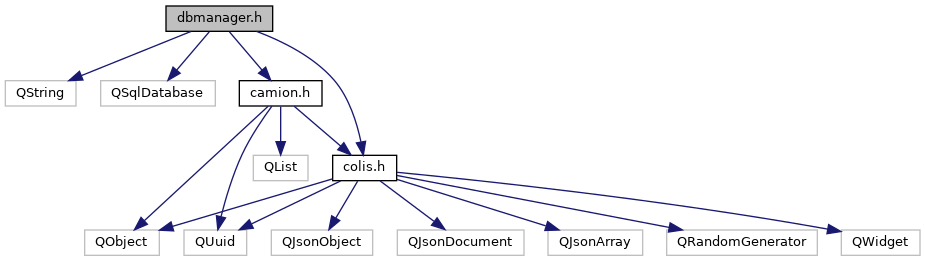 dbmanager.h
QString
QSqlDatabase
camion.h
QList
colis.h
QObject
QUuid
QJsonObject
QJsonDocument
QJsonArray
QRandomGenerator
QWidget